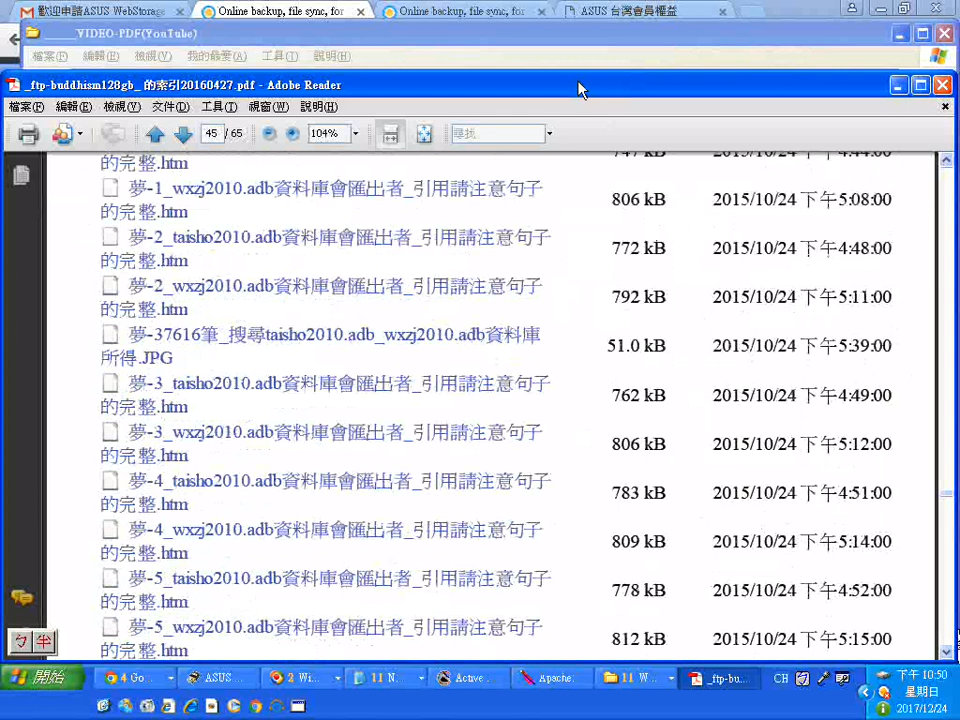 歡迎申請ASUS WebStorage
Online backup, file sync, for
Online backup, file sync, for
ASUS 台灣會員權益
_____VIDEO-PDF(YouTube)
檔案(F) 編輯(E) 檢視(V) 我的最愛(A) 工具(T) 說明(H)
_ftp-buddhism128gb_ 的索引20160427.pdf - Adobe Reader
檔案(F) 編輯(E) 檢視(V) 文件(D) 工具(T) 視窗(W) 說明(H)
45 / 65 104% 尋找
的完整.htm 747 kB 2015/10/24 下午4:44:00
夢-1_wxzj2010.adb資料庫會匯出者_引用請注意句子
的完整.htm 806 kB 2015/10/24 下午5:08:00
夢-2_taisho2010.adb資料庫會匯出者_引用請注意句子
的完整.htm 772 kB 2015/10/24 下午4:48:00
夢-2_wxzj2010.adb資料庫會匯出者_引用請注意句子
的完整.htm 792 kB 2015/10/24 下午5:11:00
夢-37616筆_搜尋taisho2010.adb_wxzj2010.adb資料庫
所得.JPG 51.0 kB 2015/10/24 下午5:39:00
夢-3_taisho2010.adb資料庫會匯出者_引用請注意句子
的完整.htm 762 kB 2015/10/24 下午4:49:00
夢-3_wxzj2010.adb資料庫會匯出者_引用請注意句子
的完整.htm 806 kB 2015/10/24 下午5:12:00
夢-4_taisho2010.adb資料庫會匯出者_引用請注意句子
的完整.htm 783 kB 2015/10/24 下午4:51:00
夢-4_wxzj2010.adb資料庫會匯出者_引用請注意句子
的完整.htm 809 kB 2015/10/24 下午5:14:00
夢-5_taisho2010.adb資料庫會匯出者_引用請注意句子
的完整.htm 778 kB 2015/10/24 下午4:52:00
夢-5_wxzj2010.adb資料庫會匯出者_引用請注意句子
的完整.htm 812 kB 2015/10/24 下午5:15:00
ㄅ 半
開始 4 Go... ASUS... 2 Wi... 11 N... Active... Apache... 11 W... _ftp-bu... CH 下午 10:50
星期日
2017/12/24